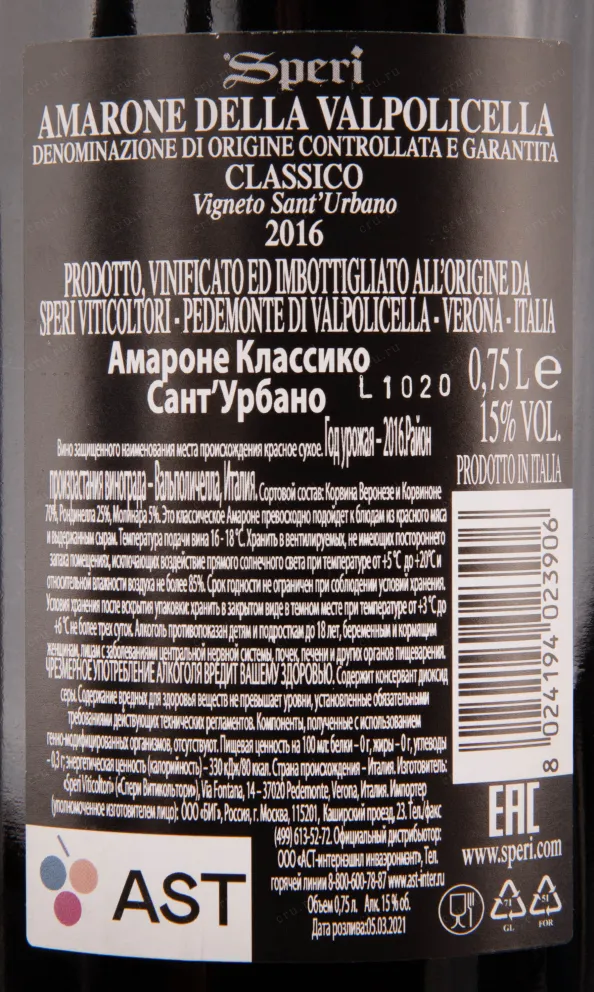 Speri
AMARONE DELLA VALPOLICELLA
DENOMINAZIONE DI ORIGINE CONTROLLATA E GARANTITA
CLASSICO
Vigneto Sant'Urbano
2016
PRODOTTO, VINIFICATO ED IMBOTTIGLIATO ALL'ORIGINE DA
SPERI VITICOLTORI - PEDEMONTE DI VALPOLICELLA - VERONA - ITALIA
Амароне Классико
Сант'Урбано
L1020
0,75 L e
15% VOL.
PRODOTTO IN ITALIA
Вино защищенного наименования места происхождения красное сухое. Год урожая – 2016.Район
произрастания винограда – Вальполичелла, Италия. Сортовой состав: Корвина Веронезе и Корвиноне
70%, Рондинелла 25%, Молинара 5%. Это классическое Амароне превосходно подойдет к блюдам из красного мяса
и выдержанным сырам. Температура подачи вина 16 - 18 °С. Хранить в вентилируемых, не имеющих постороннего
запаха помещениях, исключающих воздействие прямого солнечного света при температуре от +5 °С до +20°С и
относительной влажности воздуха не более 85%. Срок годности не ограничен при соблюдении условий хранения.
Условия хранения после вскрытия упаковки: хранить в закрытом виде в темном месте при температуре от +3 °С до
+6 °С не более трех суток. Алкоголь противопоказан детям и подросткам до 18 лет, беременным и кормящим
женщинам, лицам с заболеваниями центральной нервной системы, почек, печени и других органов пищеварения.
ЧРЕЗМЕРНОЕ УПОТРЕБЛЕНИЕ АЛКОГОЛЯ ВРЕДИТ ВАШЕМУ ЗДОРОВЬЮ. Содержит консервант диоксид
серы. Содержание вредных для здоровья веществ не превышает уровни, установленные обязательными
требованиями действующих технических регламентов. Компоненты, полученные с использованием
генно-модифицированных организмов, отсутствуют. Пищевая ценность на 100 мл: белки – 0 г, жиры – 0 г, углеводы
– 0,3 г; энергетическая ценность (калорийность) – 330 кДж/80 ккал. Страна происхождения – Италия. Изготовитель:
«Speri Viticoltori» («Спери Витикольтори»), Via Fontana, 14 – 37020 Pedemonte, Verona, Италия. Импортер
(уполномоченное изготовителем лицо): ООО «БИГ», Россия, г. Москва, 115201, Каширский проезд, 23. Тел./факс
(499) 613-52-72. Официальный дистрибьютор:
ООО «АСТ-интернэшнл инваэронмэнт», Тел.
горячей линии 8-800-600-78-87 www.ast-inter.ru
Объем 0,75 л. Алк. 15 % об.
Дата розлива:05.03.2021
8 024194 023906
EAC
www.speri.com
AST
71
GL
51
FOR